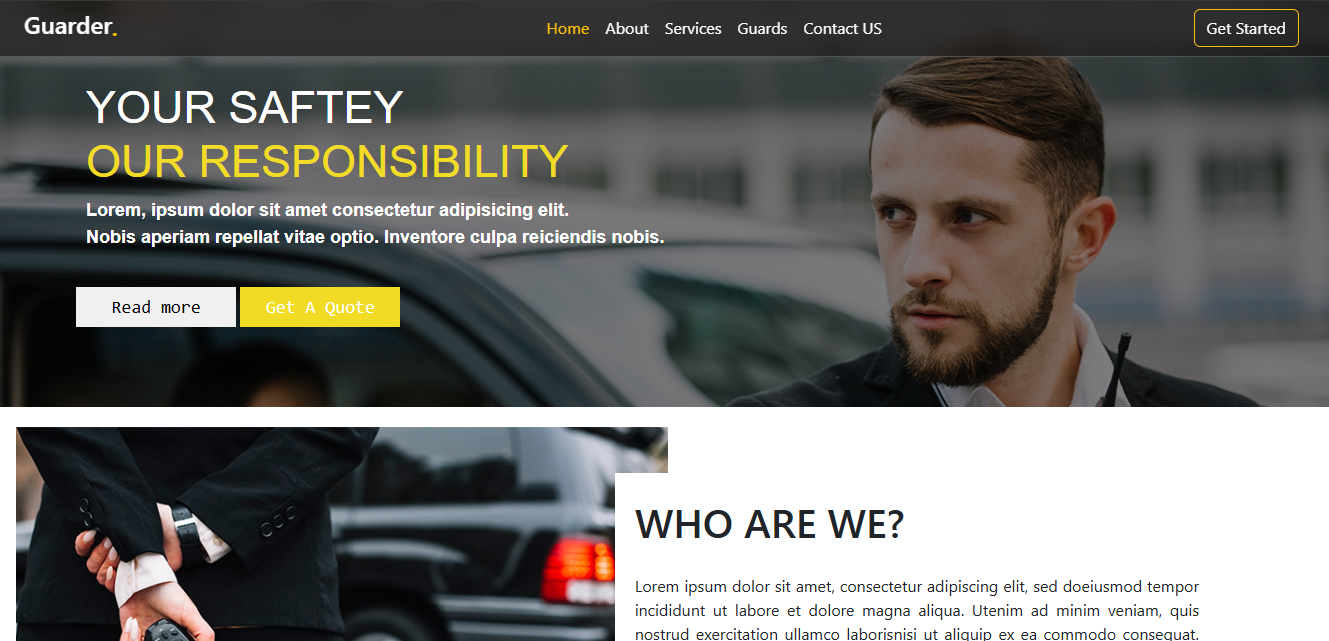 Guarder.
Home About Services Guards Contact US
Get Started
YOUR SAFTEY
OUR RESPONSIBILITY
Lorem, ipsum dolor sit amet consectetur adipisicing elit.
Nobis aperiam repellat vitae optio. Inventore culpa reiciendis nobis.
Read more
Get A Quote
WHO ARE WE?
Lorem ipsum dolor sit amet, consectetur adipiscing elit, sed doeiusmod tempor
incididunt ut labore et dolore magna aliqua. Utenim ad minim veniam, quis
nostrud exercitation ullamco laborisnisi ut aliquip ex ea commodo consequat.